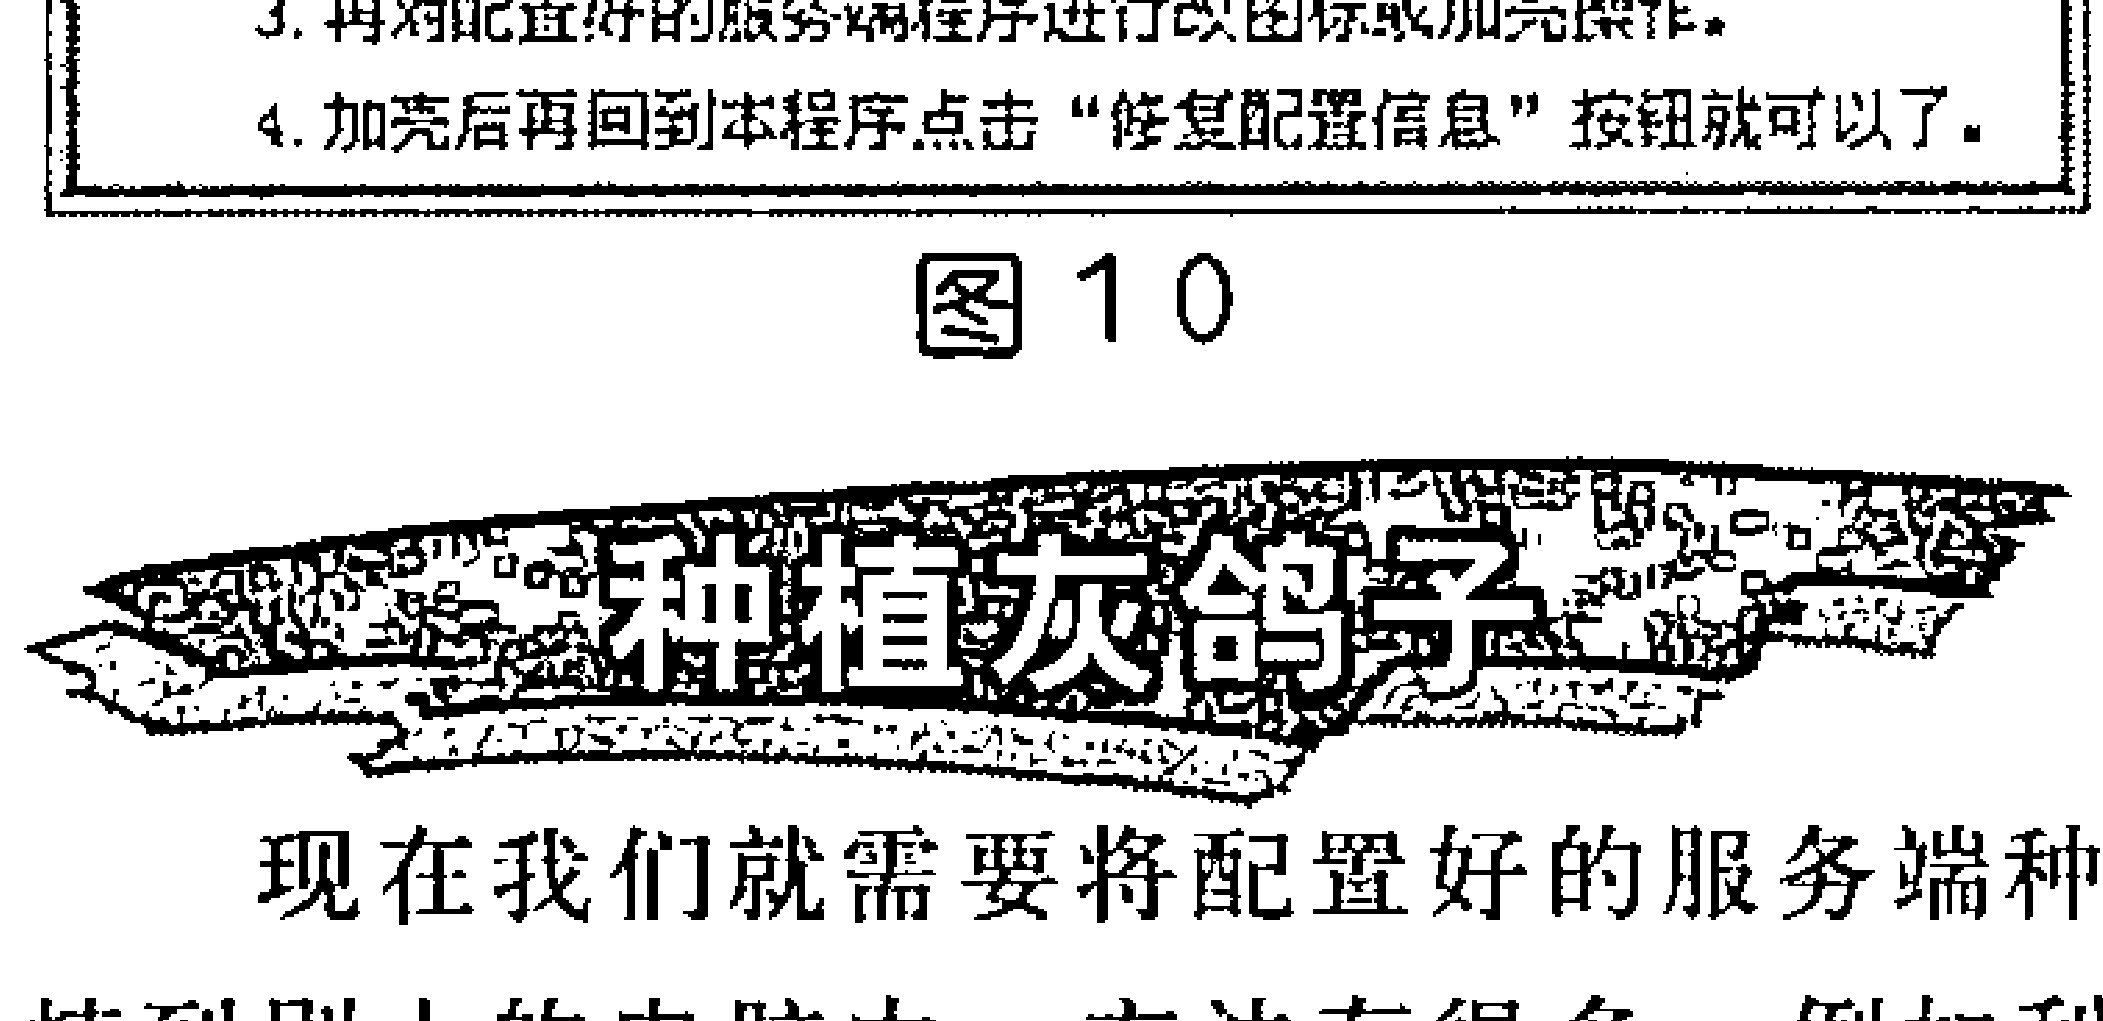 3. 再对配置好的服务端程序进行改图标或加壳操作。
4. 加壳后再回到本程序点击“修复配置信息”按钮就可以了.
图10
种植灰鸽子
现在我们就需要将配置好的服务端种